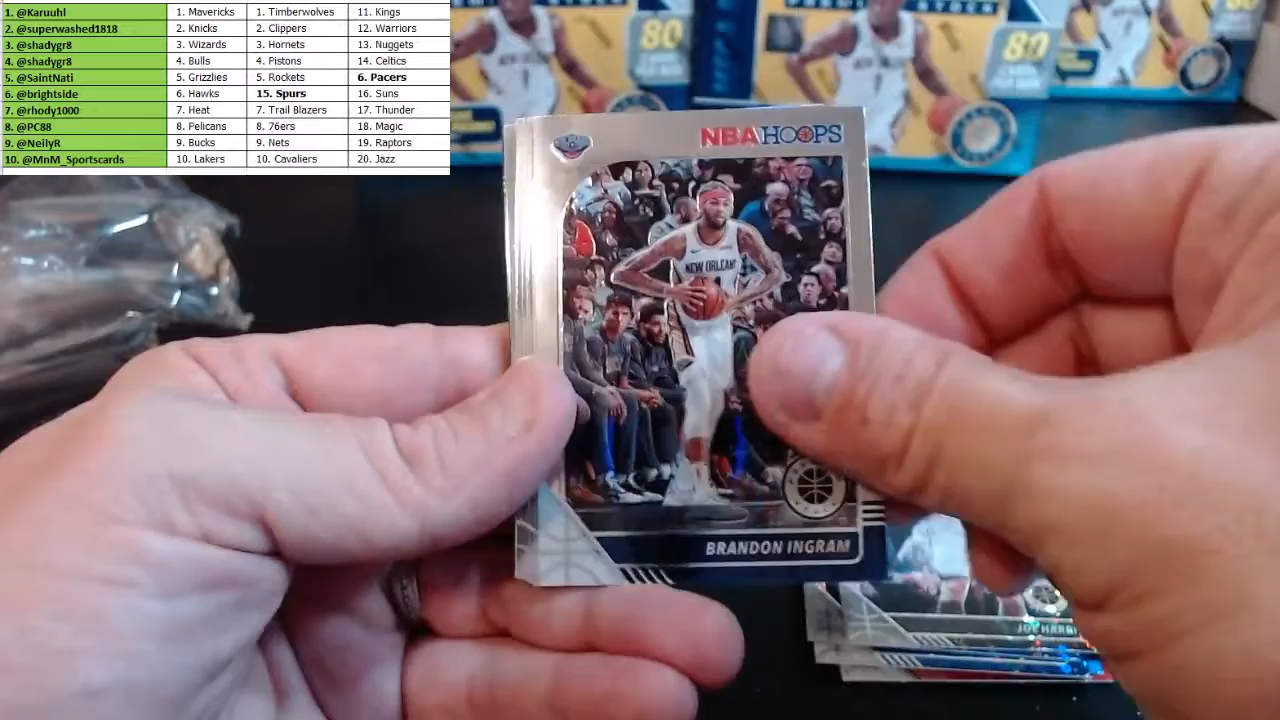 1. @Karuuhl 1. Mavericks 1. Timberwolves 11. Kings
2. @superwashed1818 2. Knicks 2. Clippers 12. Warriors
3. @shadygr8 3. Wizards 3. Hornets 13. Nuggets
4. @shadygr8 4. Bulls 4. Pistons 14. Celtics
5. @SaintNati 5. Grizzlies 5. Rockets 6. Pacers
6. @brightside 6. Hawks 15. Spurs 16. Suns
7. @rhody1000 7. Heat 7. Trail Blazers 17. Thunder
8. @PC88 8. Pelicans 8. 76ers 18. Magic
9. @NeilyR 9. Bucks 9. Nets 19. Raptors
10. @MnM_Sportscards 10. Lakers 10. Cavaliers 20. Jazz
80
80
80
NBA HOOPS
NEW ORLEANS
BRANDON INGRAM